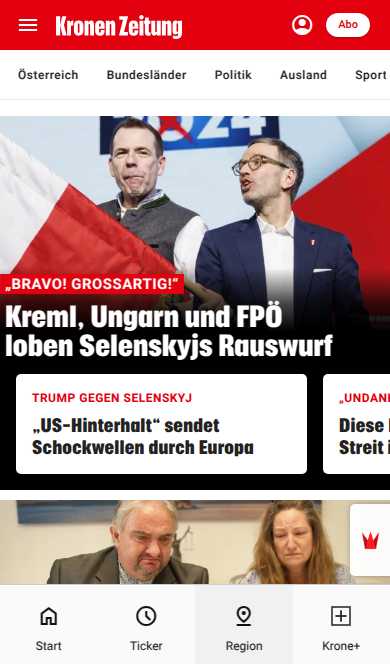 Kronen Zeitung
Abo
Österreich Bundesländer Politik Ausland Sport
24
„BRAVO! GROSSARTIG!“
Kreml, Ungarn und FPÖ
loben Selenskyjs Rauswurf
TRUMP GEGEN SELENSKYJ
„US-Hinterhalt“ sendet
Schockwellen durch Europa
Diese
Streit
Start Ticker Region Krone+